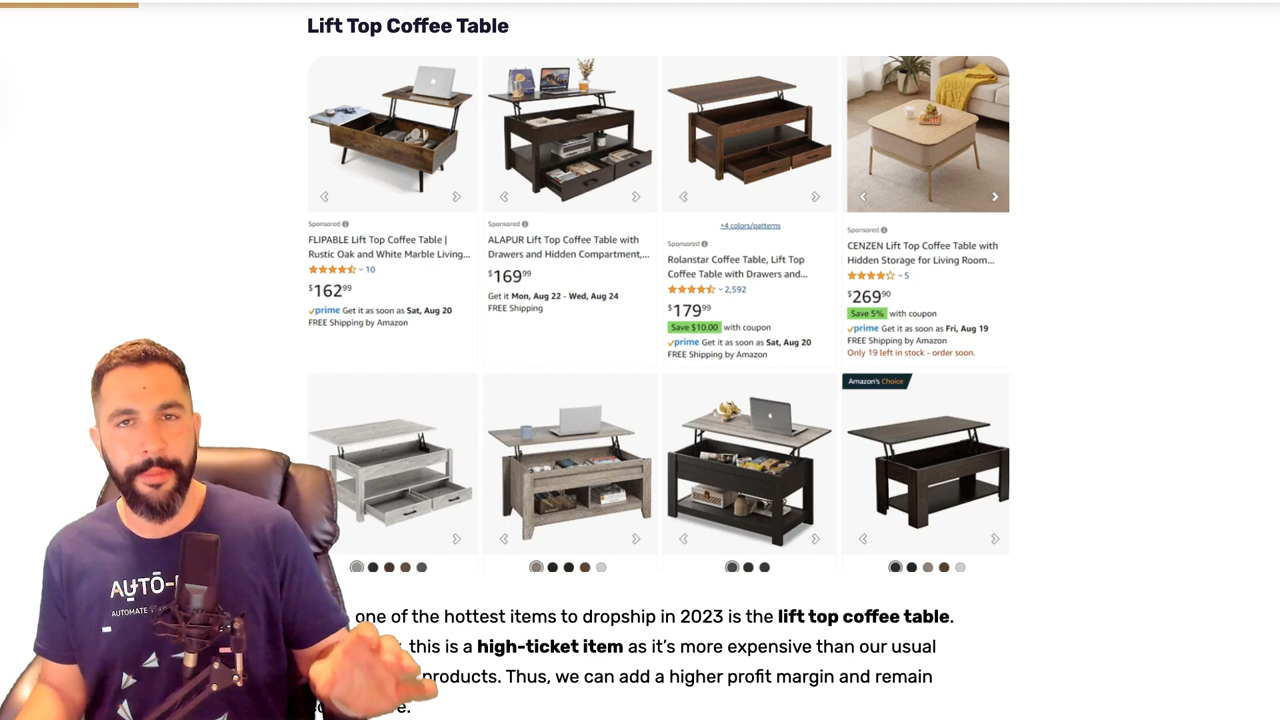 Lift Top Coffee Table
Sponsored
FLIPABLE Lift Top Coffee Table |
Rustic Oak and White Marble Living...
10
$162⁹⁹
prime Get it as soon as Sat, Aug 20
FREE Shipping by Amazon
Sponsored
ALAPUR Lift Top Coffee Table with
Drawers and Hidden Compartment,...
$169⁹⁹
Get it Mon, Aug 22 - Wed, Aug 24
FREE Shipping
+4 colors/patterns
Sponsored
Rolanstar Coffee Table, Lift Top
Coffee Table with Drawers and...
2,592
$179⁹⁹
Save $10.00 with coupon
prime Get it as soon as Sat, Aug 20
FREE Shipping by Amazon
Sponsored
CENZEN Lift Top Coffee Table with
Hidden Storage for Living Room...
5
$269⁹⁰
Save 5% with coupon
prime Get it as soon as Fri, Aug 19
FREE Shipping by Amazon
Only 19 left in stock - order soon.
Amazon's Choice
AUTO-
AUTOMATE
one of the hottest items to dropship in 2023 is the lift top coffee table.
this is a high-ticket item as it's more expensive than our usual
products. Thus, we can add a higher profit margin and remain